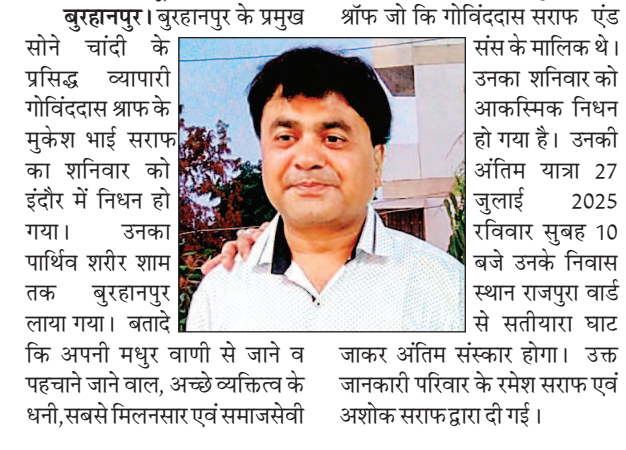 बुरहानपुर। बुरहानपुर के प्रमुख
सोने चांदी के
प्रसिद्ध व्यापारी
गोविंददास श्राफ के
मुकेश भाई सराफ
का शनिवार को
इंदौर में निधन हो
गया। उनका
पार्थिव शरीर शाम
तक बुरहानपुर
लाया गया। बतादे
कि अपनी मधुर वाणी से जाने व
पहचाने जाने वाल, अच्छे व्यक्तित्व के
धनी,सबसे मिलनसार एवं समाजसेवी
श्रॉफ जो कि गोविंददास सराफ एंड
संस के मालिक थे।
उनका शनिवार को
आकस्मिक निधन
हो गया है। उनकी
अंतिम यात्रा 27
जुलाई 2025
रविवार सुबह 10
बजे उनके निवास
स्थान राजपुरा वार्ड
से सतीयारा घाट
जाकर अंतिम संस्कार होगा। उक्त
जानकारी परिवार के रमेश सराफ एवं
अशोक सराफ द्वारा दी गई।